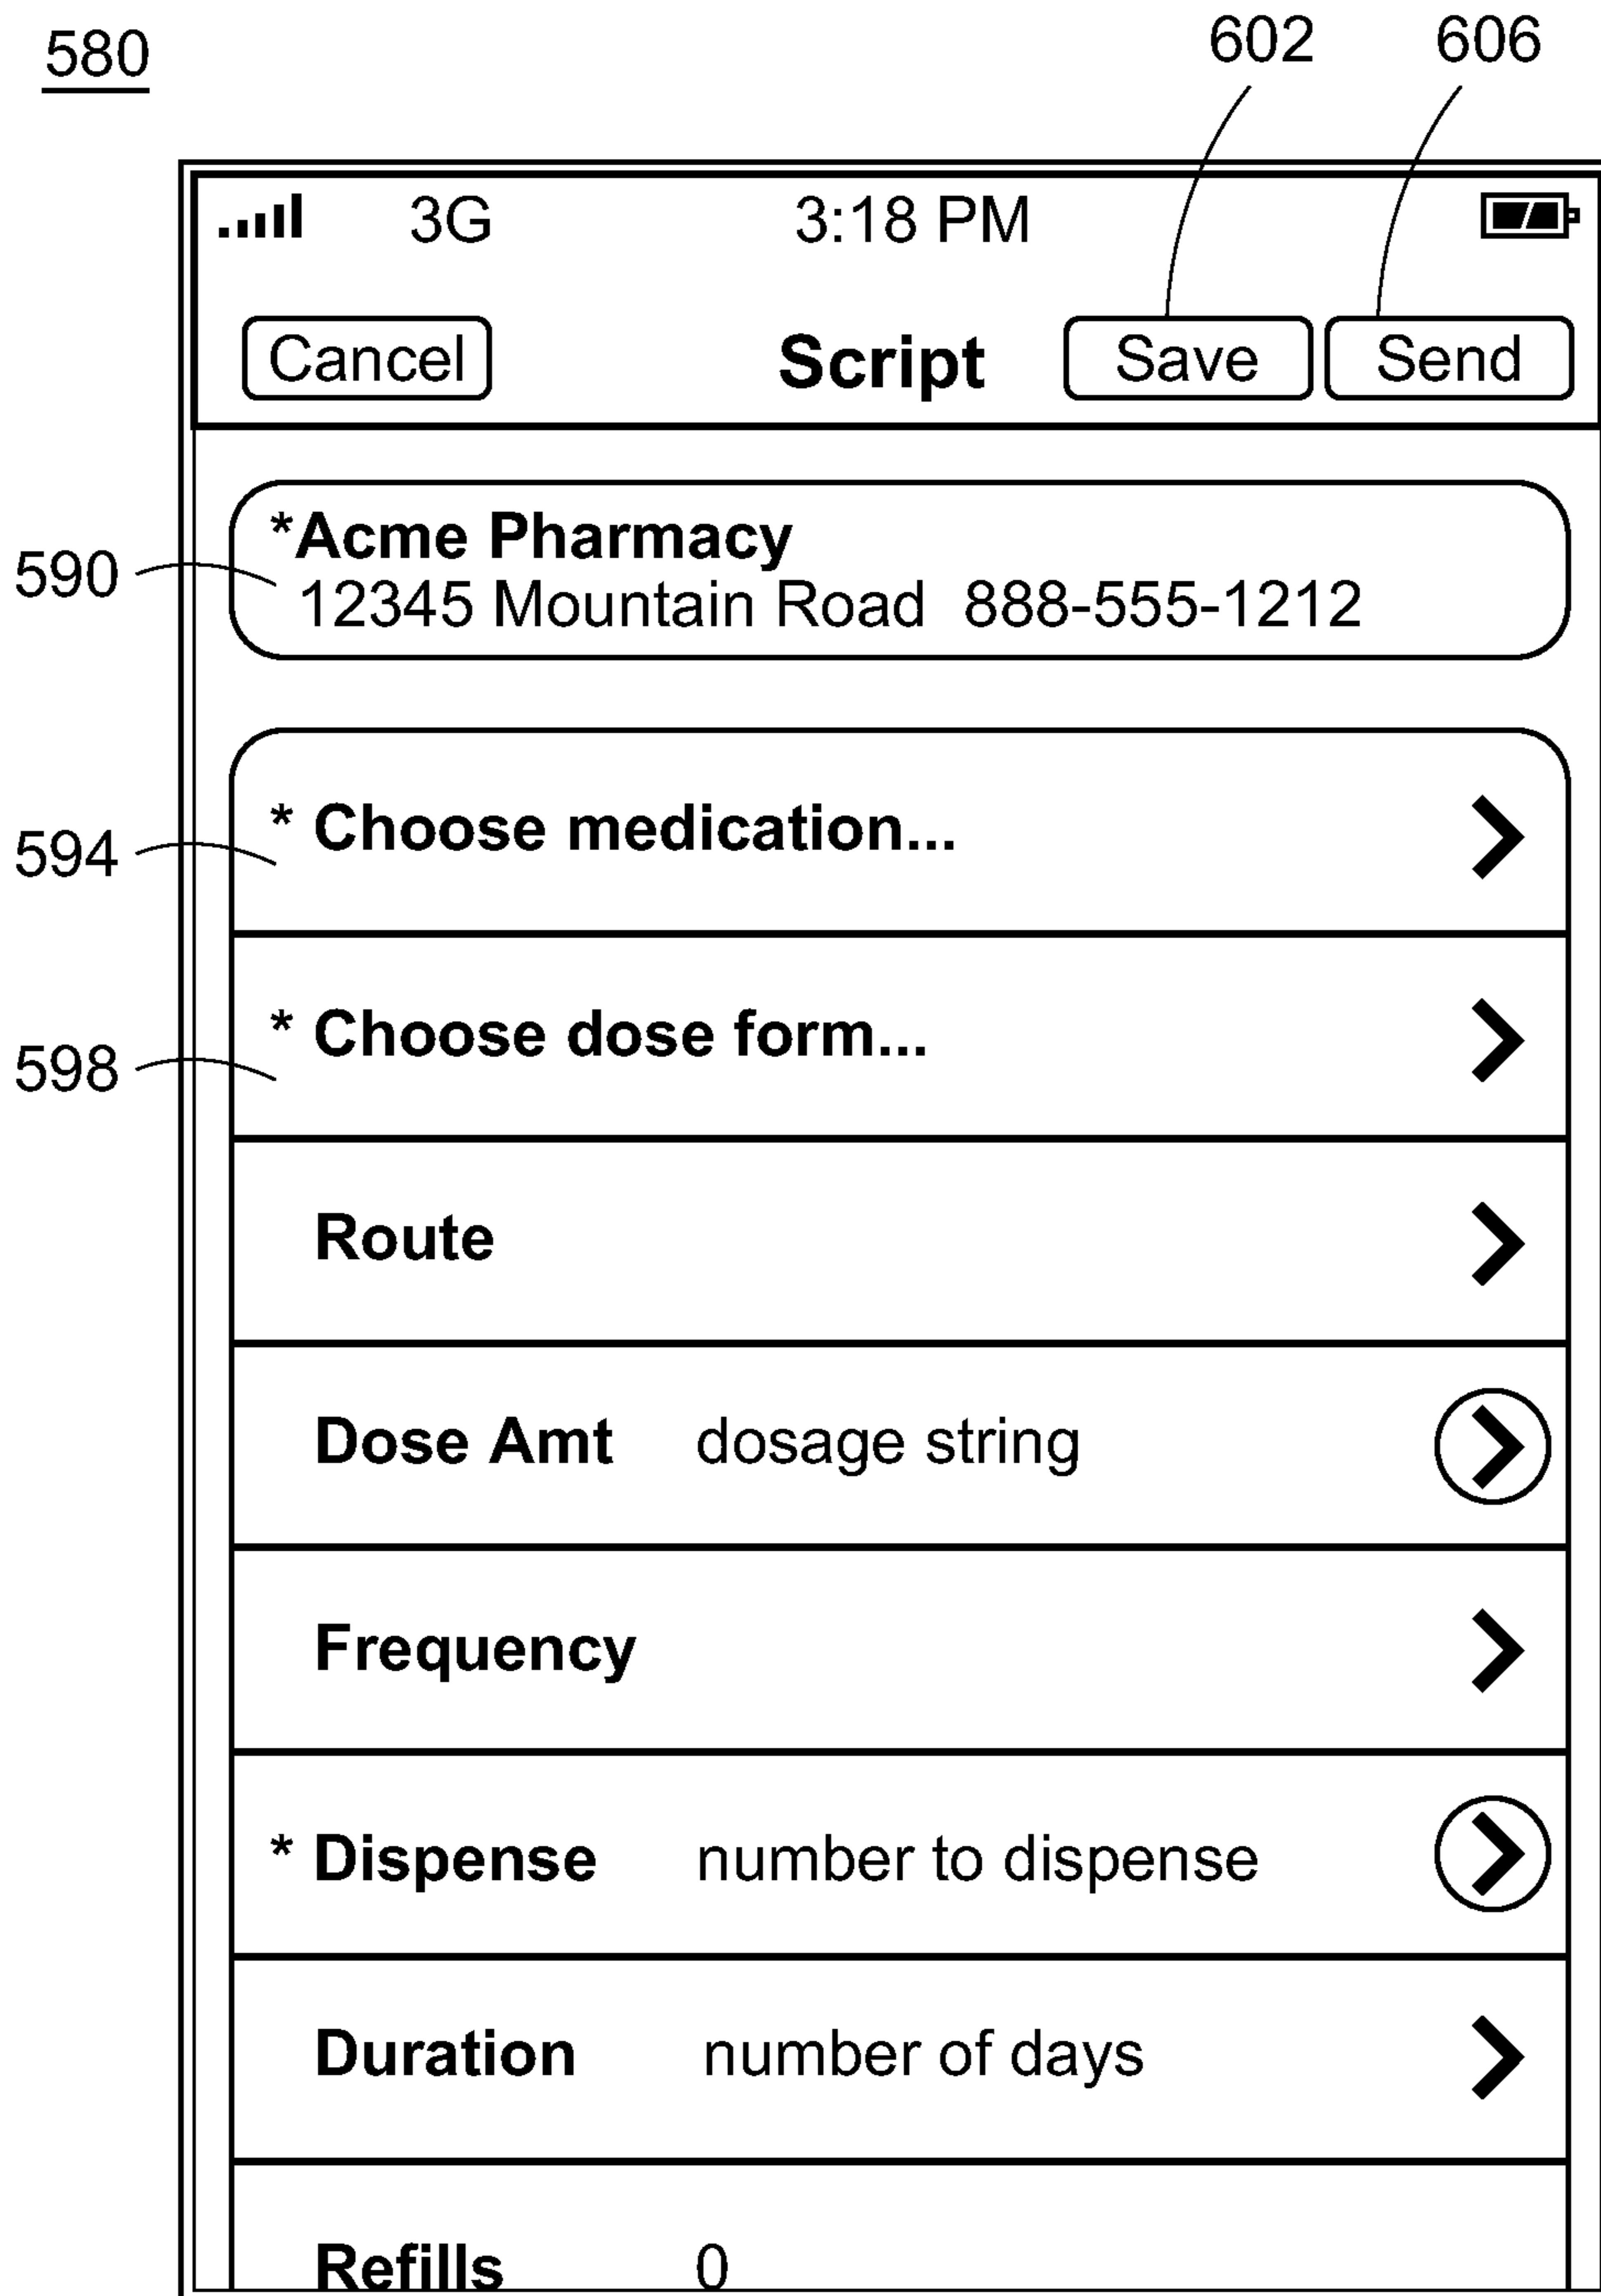 580
602 606
3G 3:18 PM
Cancel Script Save Send
*Acme Pharmacy
590
12345 Mountain Road 888-555-1212
* Choose medication...
594
* Choose dose form...
598
Route
Dose Amt dosage string
Frequency
* Dispense number to dispense
Duration number of days
Refills 0